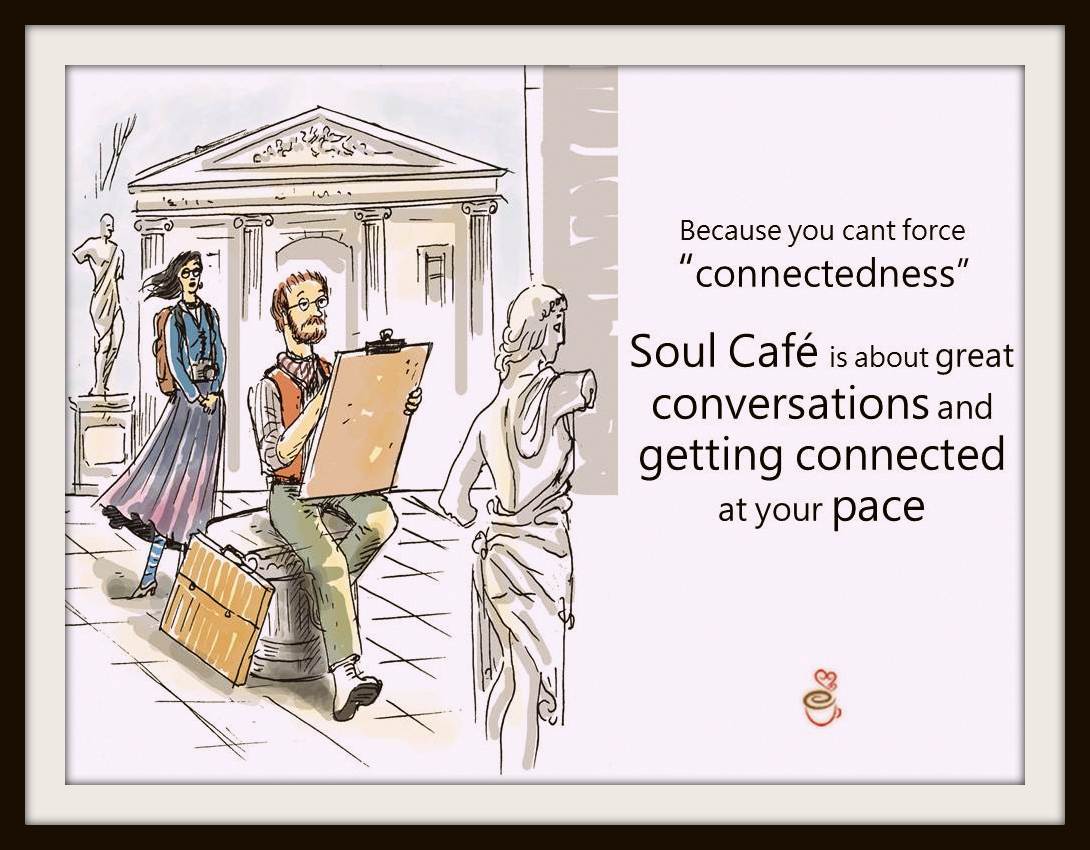 Because you cant force
“connectedness”
Soul Café is about great
conversations and
getting connected
at your pace